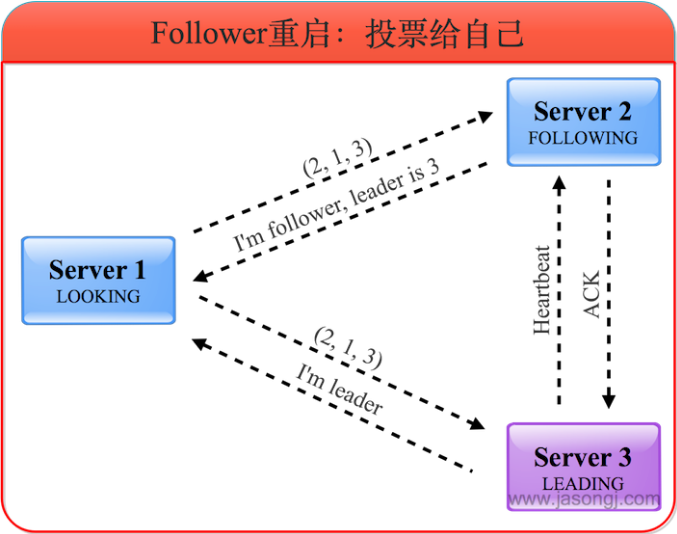 Follower重启：投票给自己
Server 2
FOLLOWING
(2, 1, 3)
I'm follower, leader is 3
Server 1
LOOKING
Heartbeat
ACK
(2, 1, 3)
I'm leader
Server 3
LEADING
www.jasongj.com